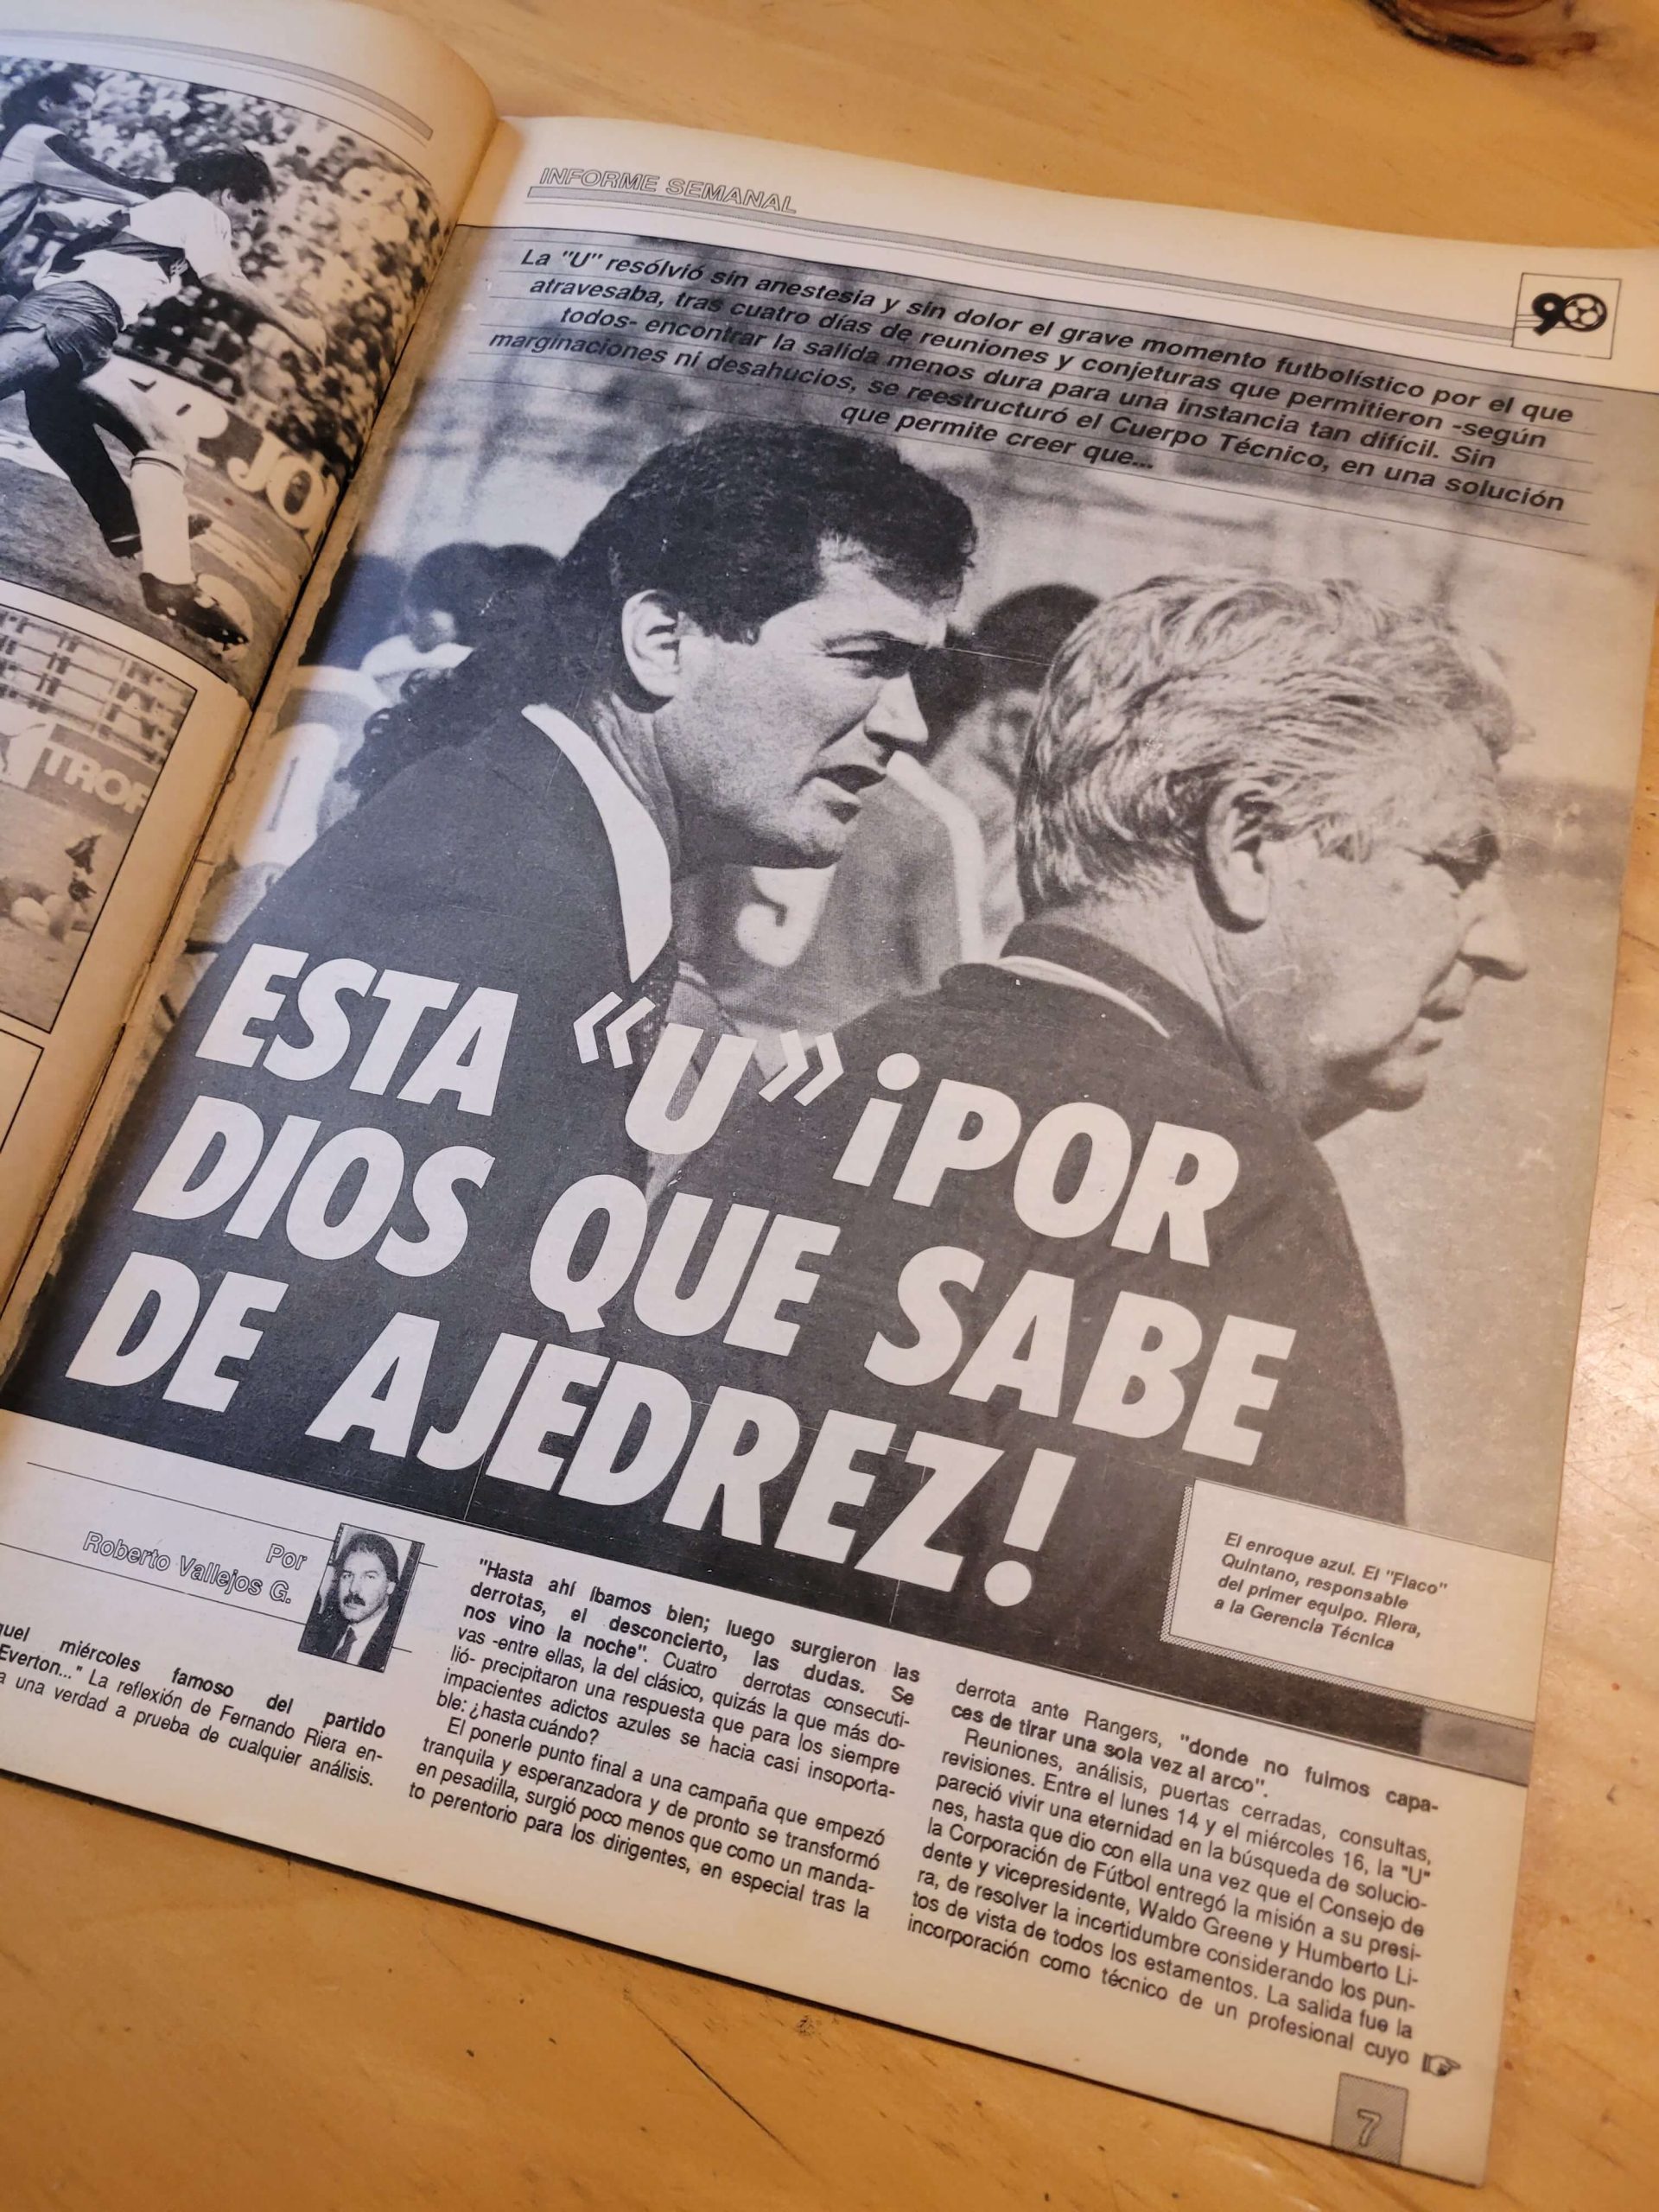 JO
TROF
INFORME SEMANAL
90
La "U" resólvió sin anestesia y sin dolor el grave momento futbolístico por el que
atravesaba, tras cuatro días de reuniones y conjeturas que permitieron -según
todos- encontrar la salida menos dura para una instancia tan difícil. Sin
marginaciones ni desahucios, se reestructuró el Cuerpo Técnico, en una solución
que permite creer que...
ESTA «U» ¡POR
DIOS QUE SABE
DE AJEDREZ!
El enroque azul. El "Flaco"
Quintano, responsable
del primer equipo. Riera,
a la Gerencia Técnica
Por
Roberto Vallejos G.
miércoles famoso del partido
Everton..." La reflexión de Fernando Riera en-
a una verdad a prueba de cualquier análisis.
"Hasta ahí íbamos bien; luego surgieron las
derrotas, el desconcierto, las dudas. Se
nos vino la noche". Cuatro derrotas consecuti-
vas -entre ellas, la del clásico, quizás la que más do-
lió- precipitaron una respuesta que para los siempre
impacientes adictos azules se hacia casi insoporta-
ble: ¿hasta cuándo?
El ponerle punto final a una campaña que empezó
tranquila y esperanzadora y de pronto se transformó
en pesadilla, surgió poco menos que como un manda-
to perentorio para los dirigentes, en especial tras la
derrota ante Rangers, "donde no fuimos capa-
ces de tirar una sola vez al arco".
Reuniones, análisis, puertas cerradas, consultas,
revisiones. Entre el lunes 14 y el miércoles 16, la "U"
pareció vivir una eternidad en la búsqueda de solucio-
nes, hasta que dio con ella una vez que el Consejo de
la Corporación de Fútbol entregó la misión a su presi-
dente y vicepresidente, Waldo Greene y Humberto Li-
ra, de resolver la incertidumbre considerando los pun-
tos de vista de todos los estamentos. La salida fue la
incorporación como técnico de un profesional cuyo
7